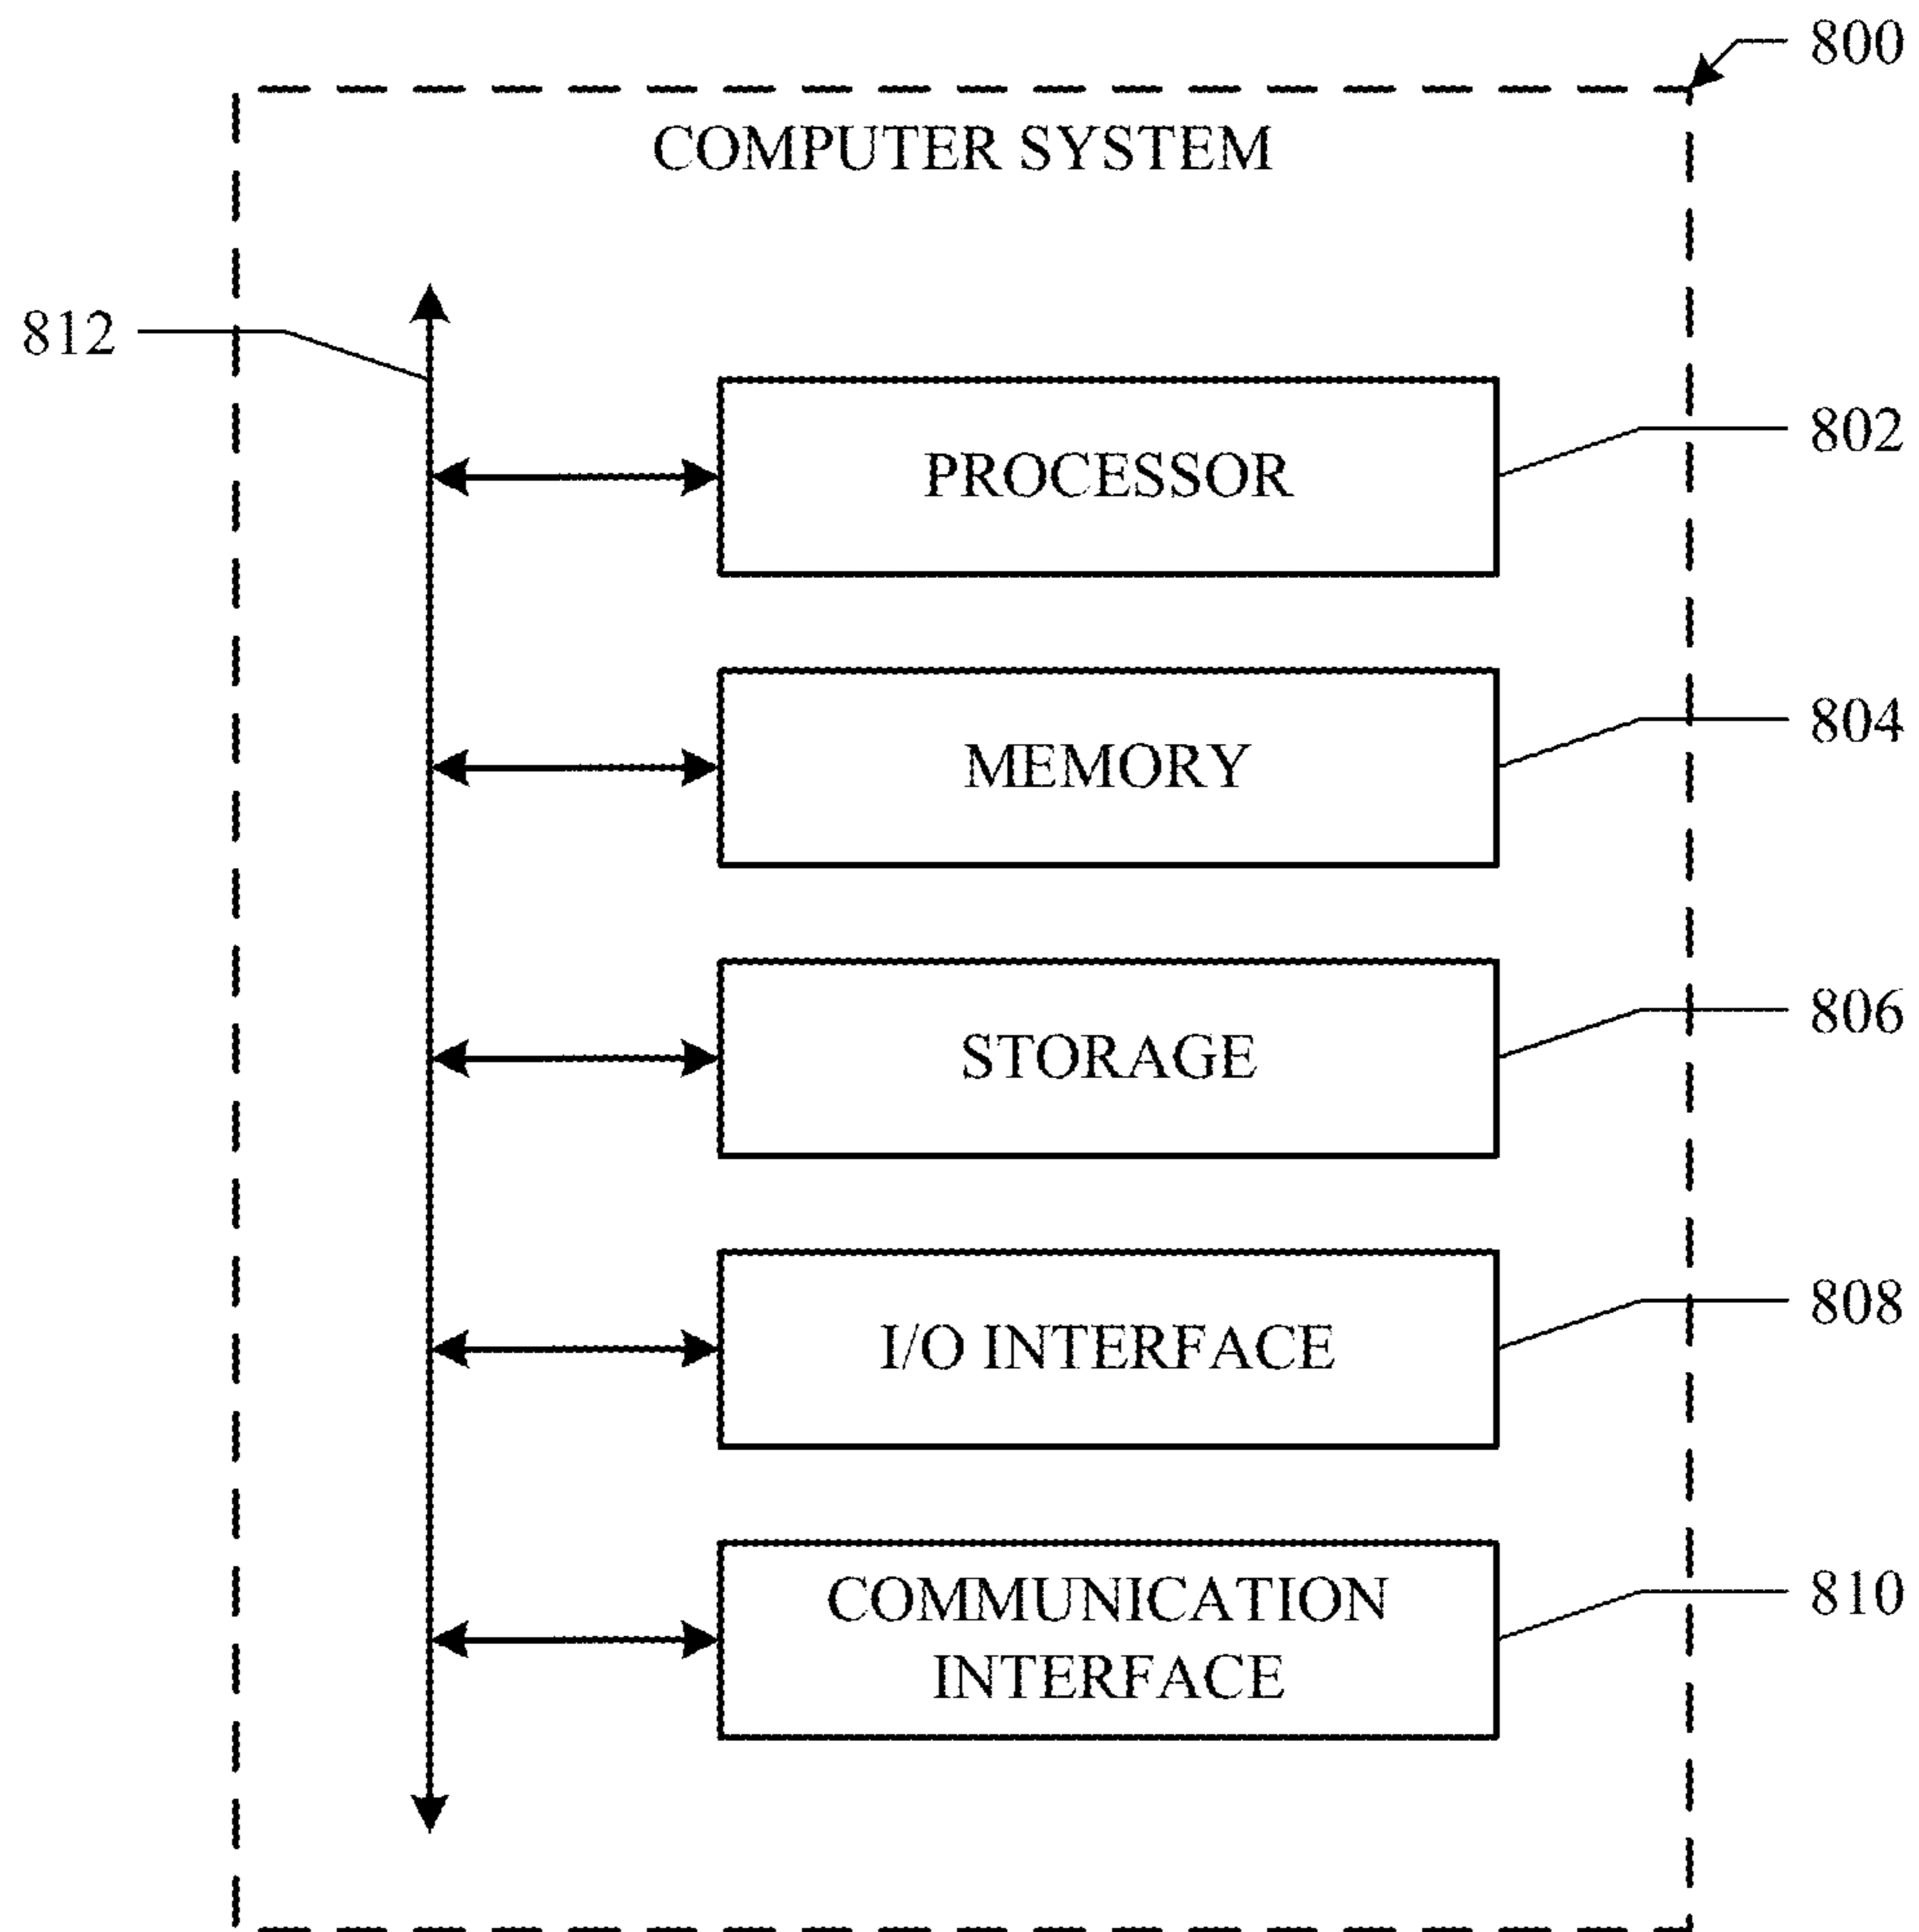 800
COMPUTER SYSTEM
812
PROCESSOR
802
MEMORY
804
STORAGE
806
I/O INTERFACE
808
COMMUNICATION
INTERFACE
810